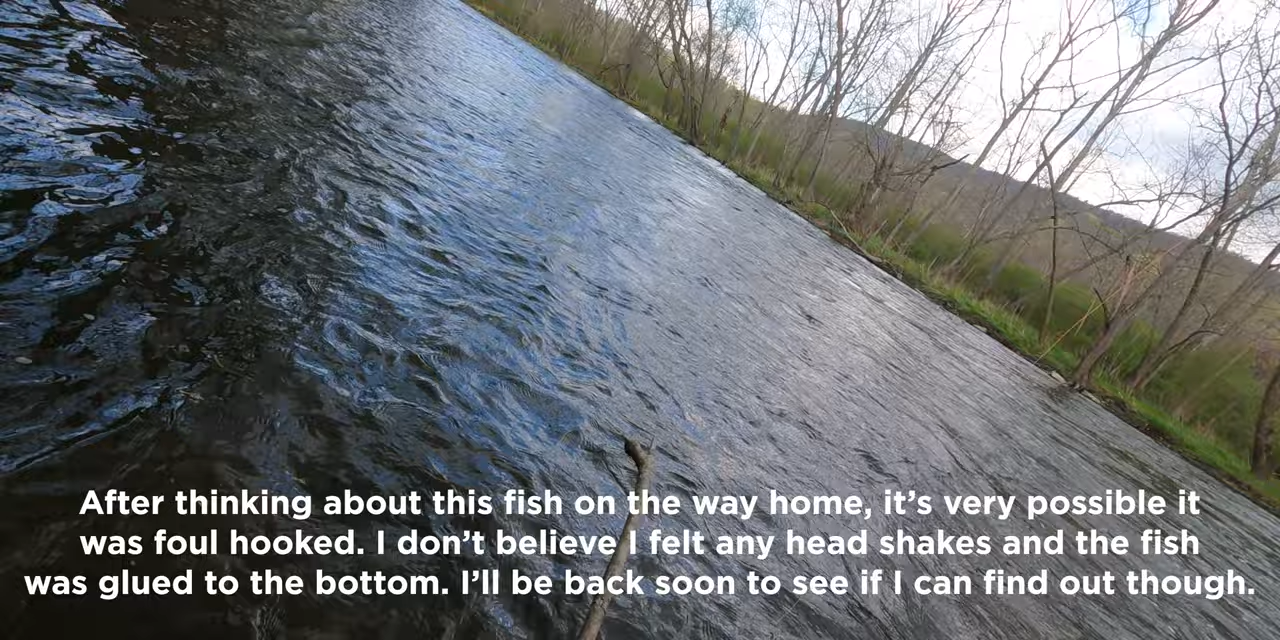 After thinking about this fish on the way home, it’s very possible it
was foul hooked. I don’t believe I felt any head shakes and the fish
was glued to the bottom. I’ll be back soon to see if I can find out though.